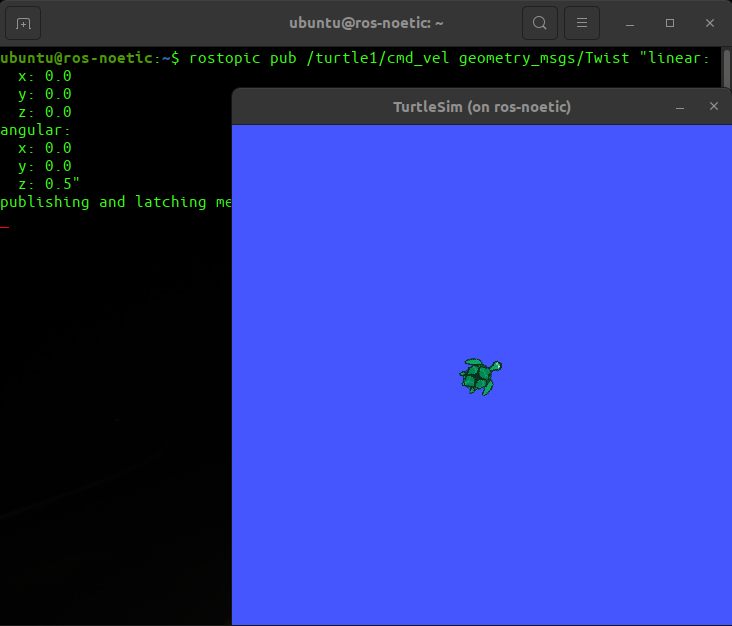 ubuntu@ros-noetic: ~
ubuntu@ros-noetic:~$ rostopic pub /turtle1/cmd_vel geometry_msgs/Twist "linear:
  x: 0.0
  y: 0.0
  z: 0.0
angular:
  x: 0.0
  y: 0.0
  z: 0.5"
publishing and latching me
TurtleSim (on ros-noetic)